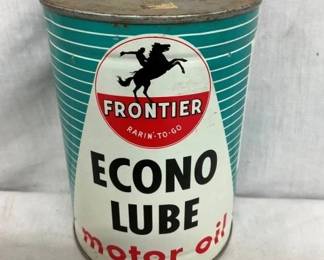 FRONTIER
RARIN'-TO-GO
ECONO
LUBE
motor oil